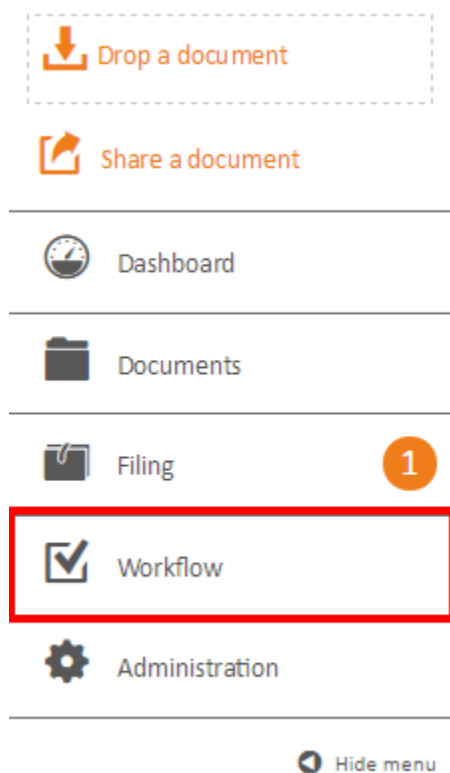 Drop a document
Share a document
Dashboard
Documents
Filing 1
Workflow
Administration
Hide menu